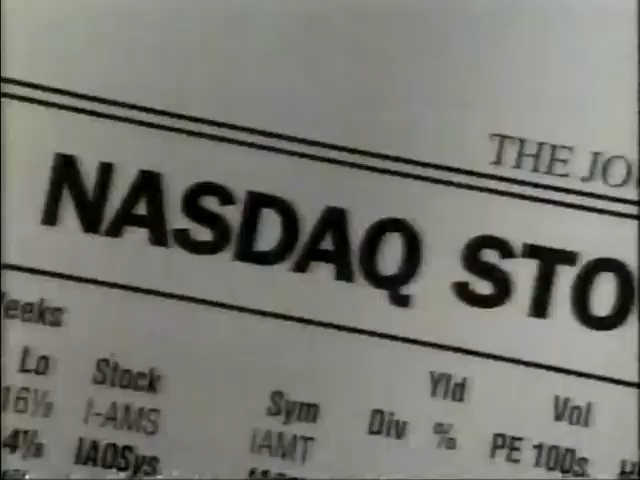 THE JO
NASDAQ STO
eeks
Lo Stock Sym Div Yld % PE Vol 100s
16½ I-AMS IAMT
4⅛ IAOSys